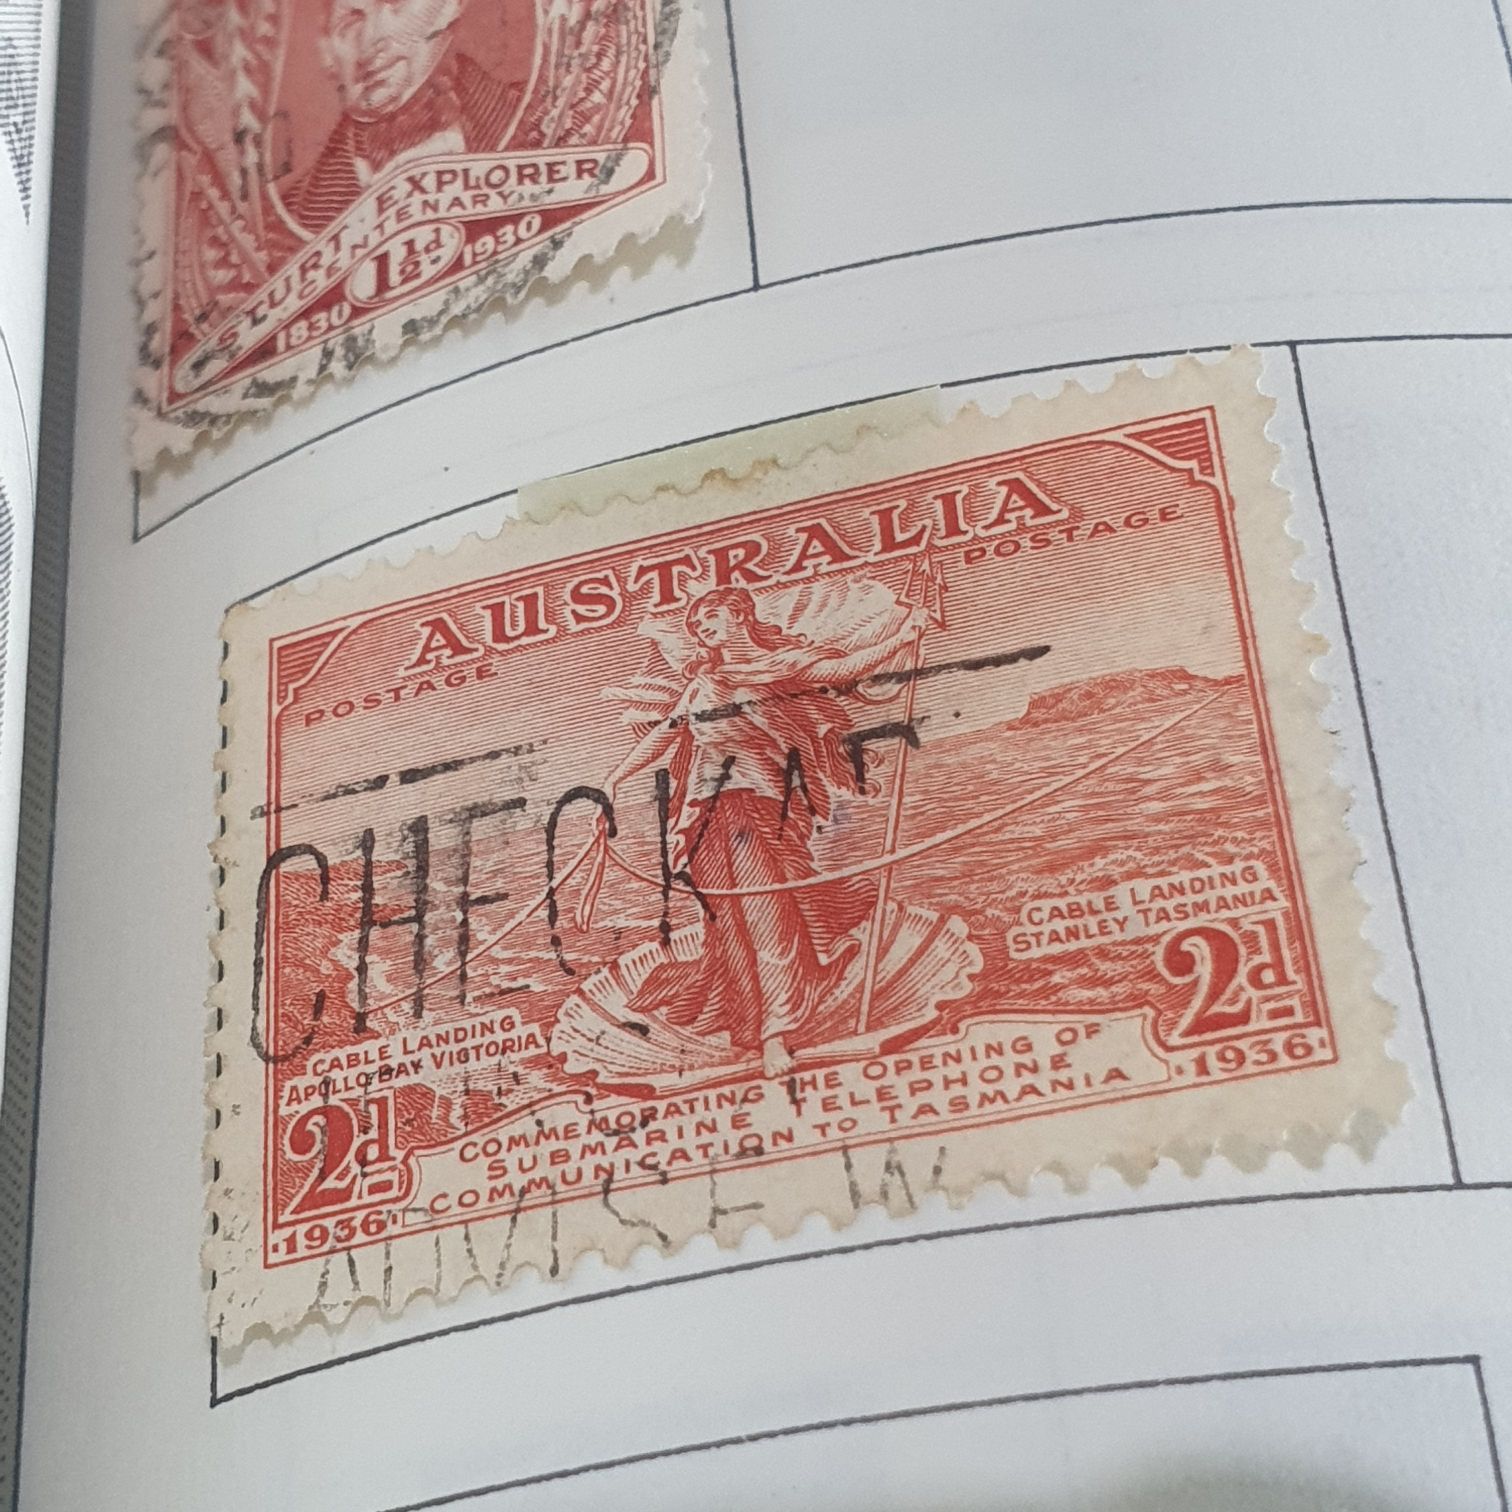 STURT EXPLORER
CENTENARY
1830 1½d 1930
AUSTRALIA
POSTAGE POSTAGE
CHECK
CABLE LANDING
STANLEY TASMANIA
2d
1936
CABLE LANDING
APOLLO BAY VICTORIA
2d
1936
COMMEMORATING THE OPENING OF
SUBMARINE TELEPHONE
COMMUNICATION TO TASMANIA
ADVISE